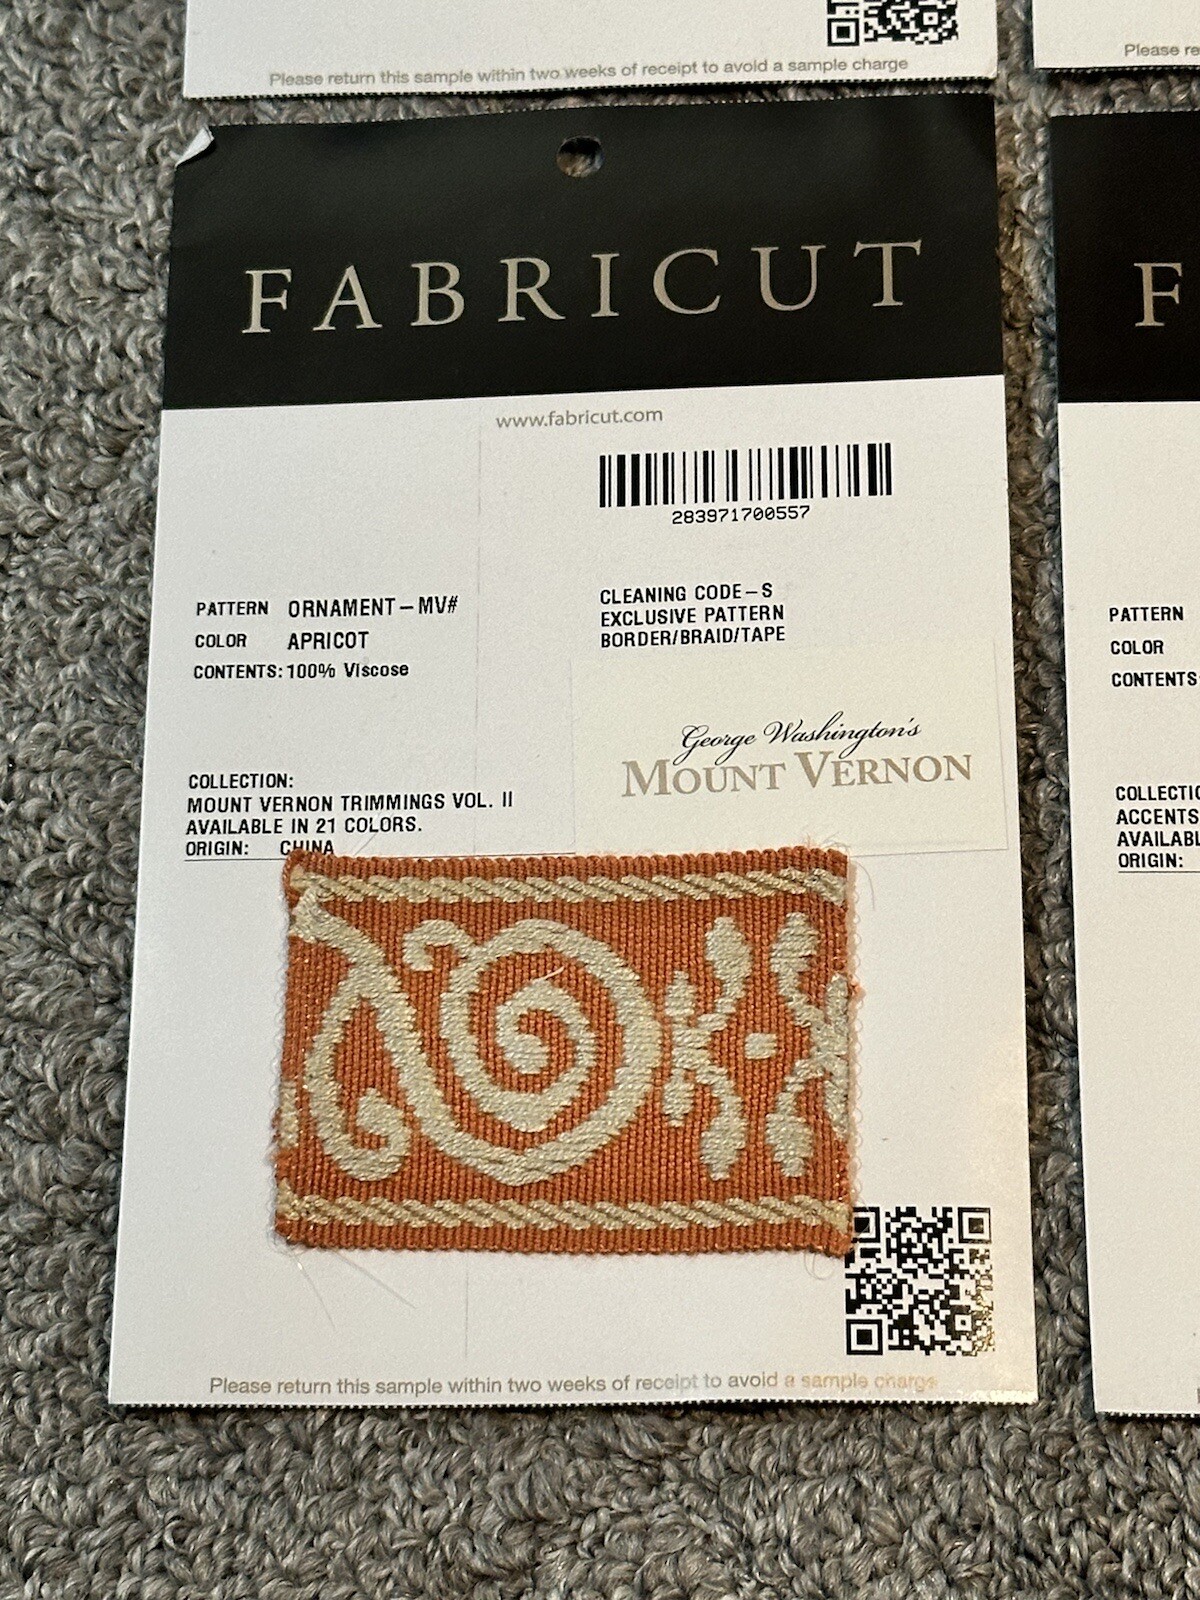 Please return this sample within two weeks of receipt to avoid a sample charge
Please re
FABRICUT
F
www.fabricut.com
283971700557
PATTERN ORNAMENT-MV#
COLOR APRICOT
CONTENTS: 100% Viscose
CLEANING CODE-S
EXCLUSIVE PATTERN
BORDER/BRAID/TAPE
George Washington's
MOUNT VERNON
COLLECTION:
MOUNT VERNON TRIMMINGS VOL. II
AVAILABLE IN 21 COLORS.
ORIGIN: CHINA
Please return this sample within two weeks of receipt to avoid a sample charge
PATTERN
COLOR
CONTENTS
COLLECTIO
ACCENTS
AVAILABL
ORIGIN: